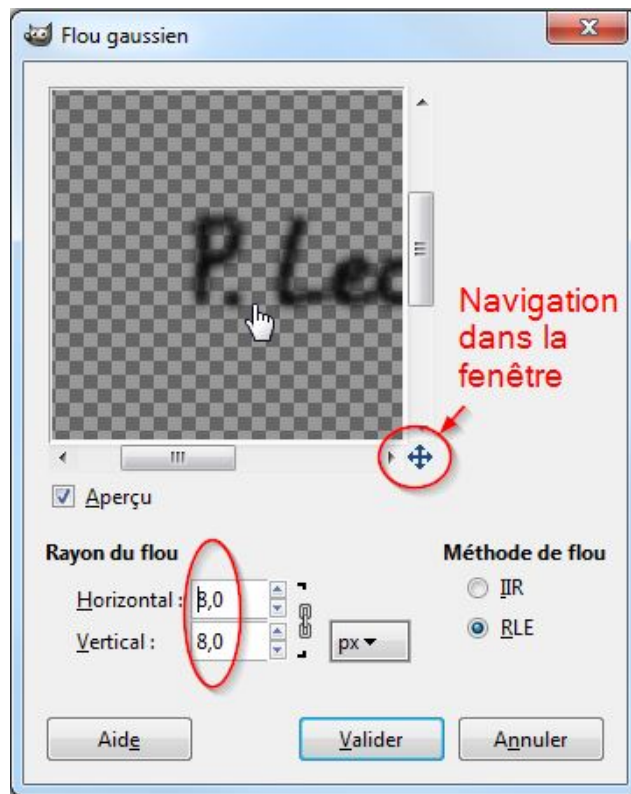 Flou gaussien
P. Lec
Navigation
dans la
fenêtre
Aperçu
Rayon du flou
Méthode de flou
Horizontal : 8,0
IIR
Vertical : 8,0
px
RLE
Aide
Valider
Annuler